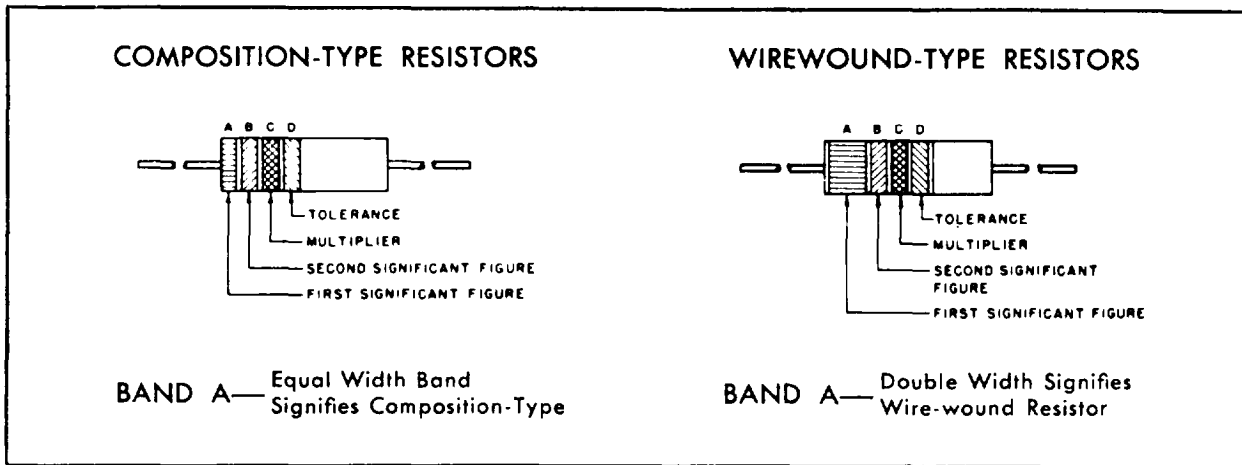 COMPOSITION-TYPE RESISTORS
A B C D
TOLERANCE
MULTIPLIER
SECOND SIGNIFICANT FIGURE
FIRST SIGNIFICANT FIGURE
BAND A— Equal Width Band
Signifies Composition-Type
WIREWOUND-TYPE RESISTORS
A B C D
TOLERANCE
MULTIPLIER
SECOND SIGNIFICANT
FIGURE
FIRST SIGNIFICANT FIGURE
BAND A— Double Width Signifies
Wire-wound Resistor